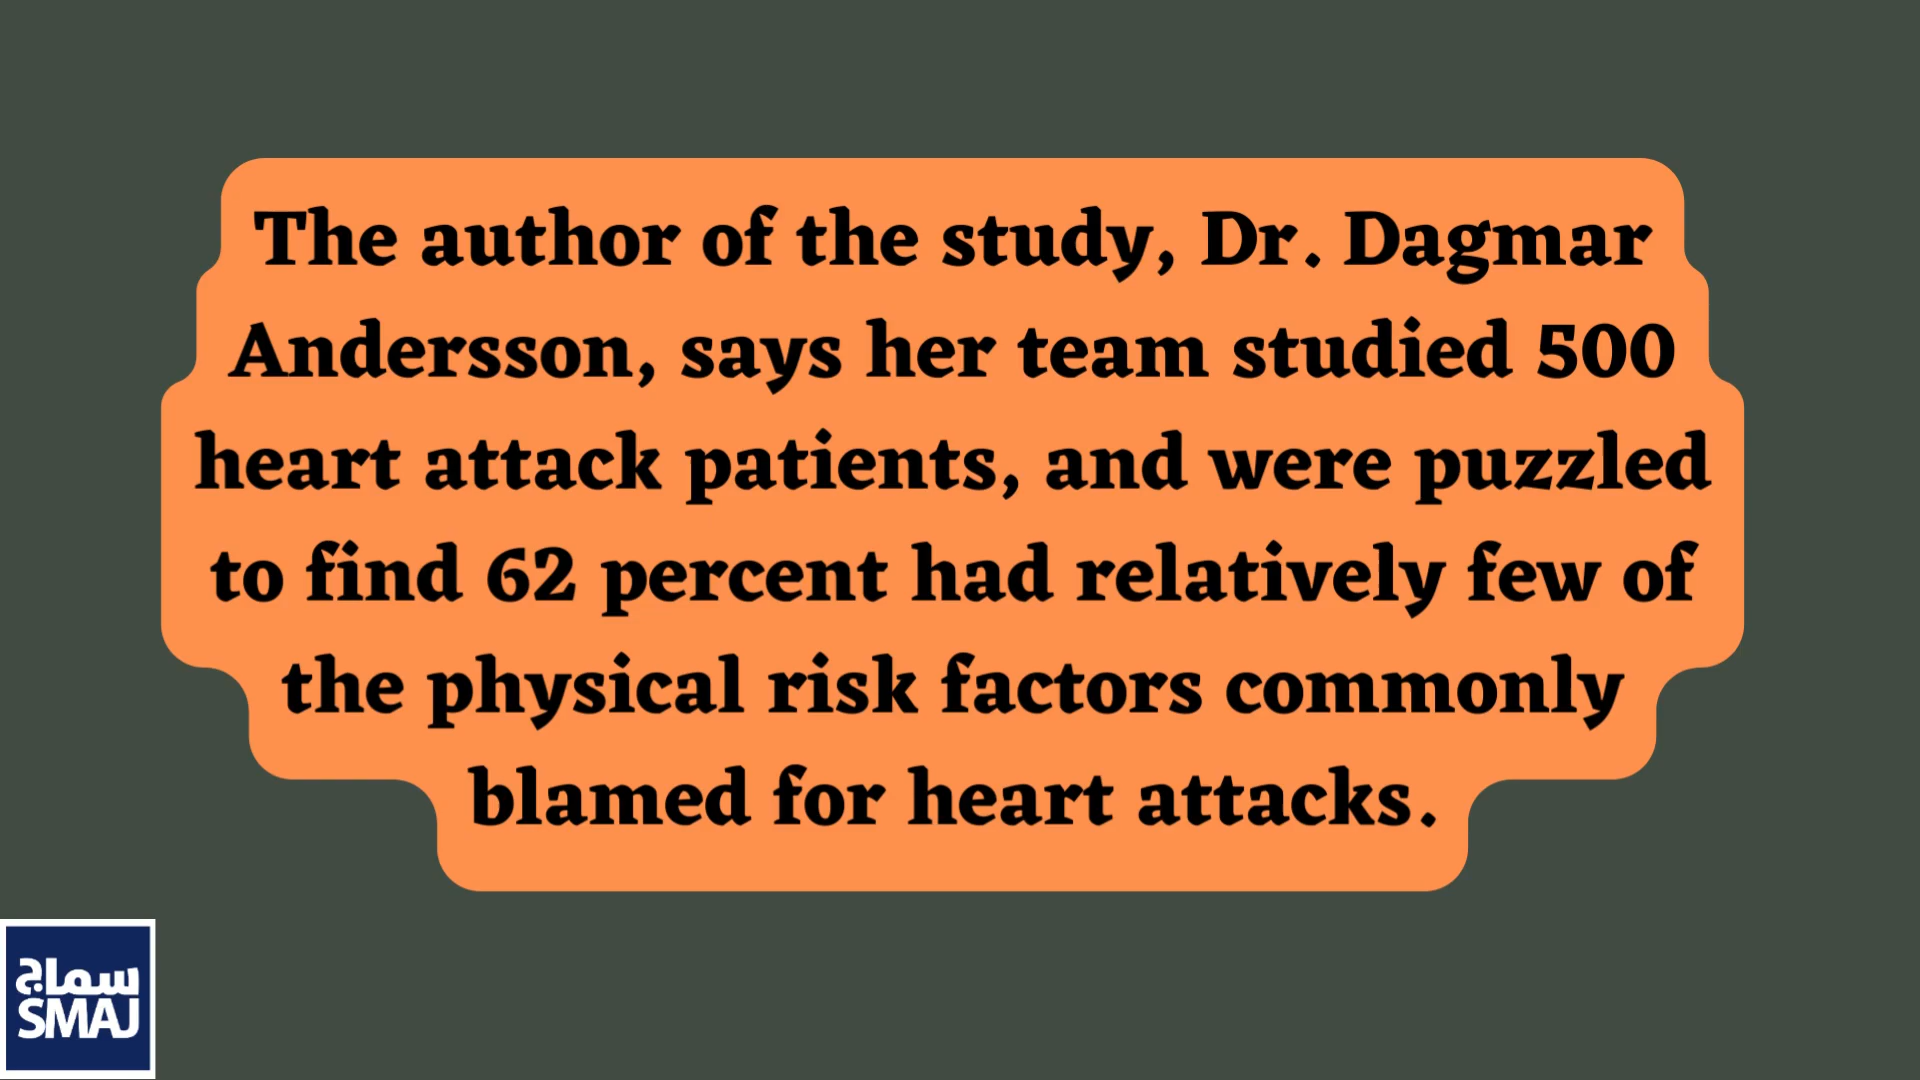 The author of the study, Dr. Dagmar
Andersson, says her team studied 500
heart attack patients, and were puzzled
to find 62 percent had relatively few of
the physical risk factors commonly
blamed for heart attacks.
سماج
SMAJ